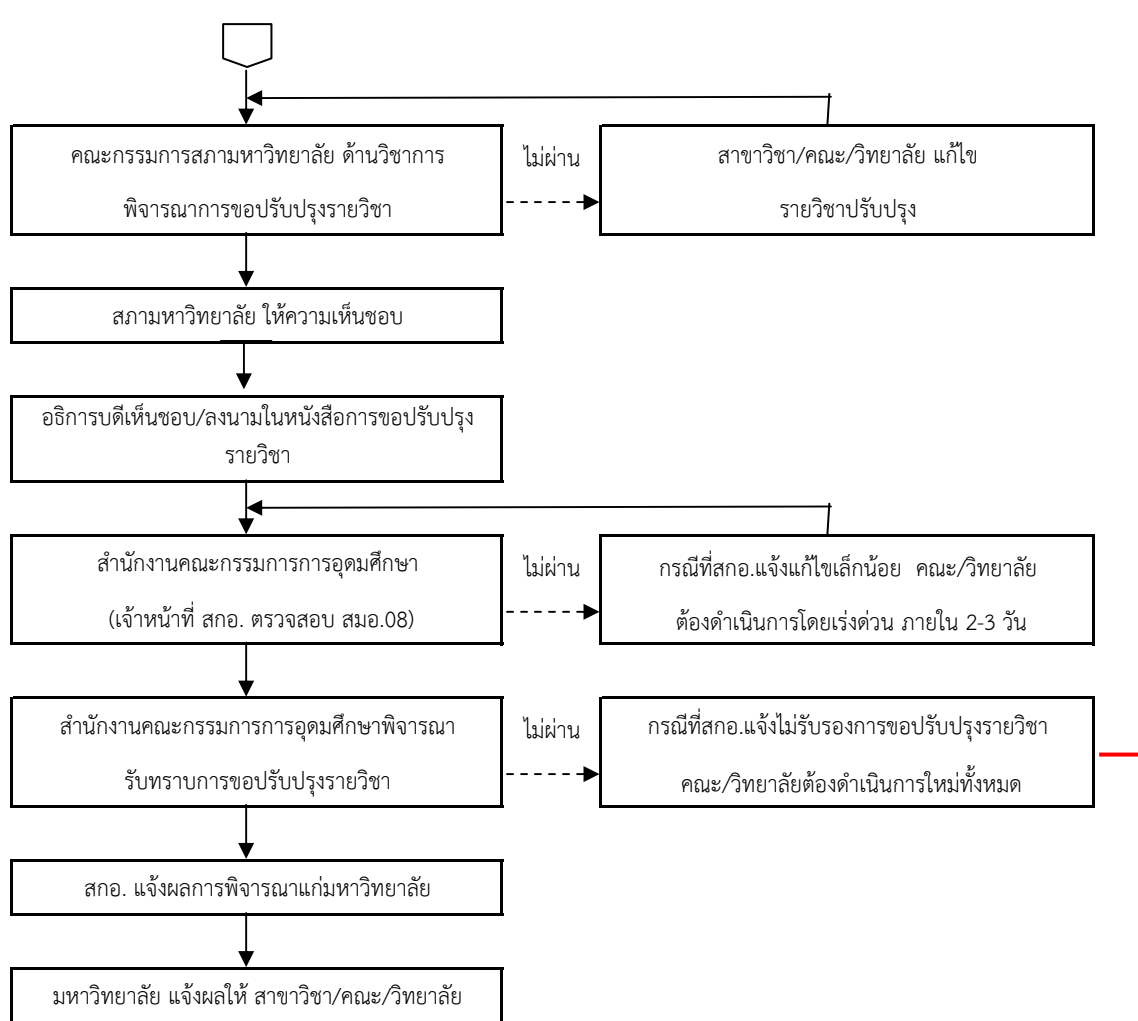 คณะกรรมการสภามหาวิทยาลัย ด้านวิชาการ
พิจารณาการขอปรับปรุงรายวิชา
ไม่ผ่าน
สาขาวิชา/คณะ/วิทยาลัย แก้ไข
รายวิชาปรับปรุง
สภามหาวิทยาลัย ให้ความเห็นชอบ
อธิการบดีเห็นชอบ/ลงนามในหนังสือการขอปรับปรุง
รายวิชา
สำนักงานคณะกรรมการการอุดมศึกษา
(เจ้าหน้าที่ สกอ. ตรวจสอบ สมอ.08)
ไม่ผ่าน
กรณีที่สกอ.แจ้งแก้ไขเล็กน้อย คณะ/วิทยาลัย
ต้องดำเนินการโดยเร่งด่วน ภายใน 2-3 วัน
สำนักงานคณะกรรมการการอุดมศึกษาพิจารณา
รับทราบการขอปรับปรุงรายวิชา
ไม่ผ่าน
กรณีที่สกอ.แจ้งไม่รับรองการขอปรับปรุงรายวิชา
คณะ/วิทยาลัยต้องดำเนินการใหม่ทั้งหมด
สกอ. แจ้งผลการพิจารณาแก่มหาวิทยาลัย
มหาวิทยาลัย แจ้งผลให้ สาขาวิชา/คณะ/วิทยาลัย